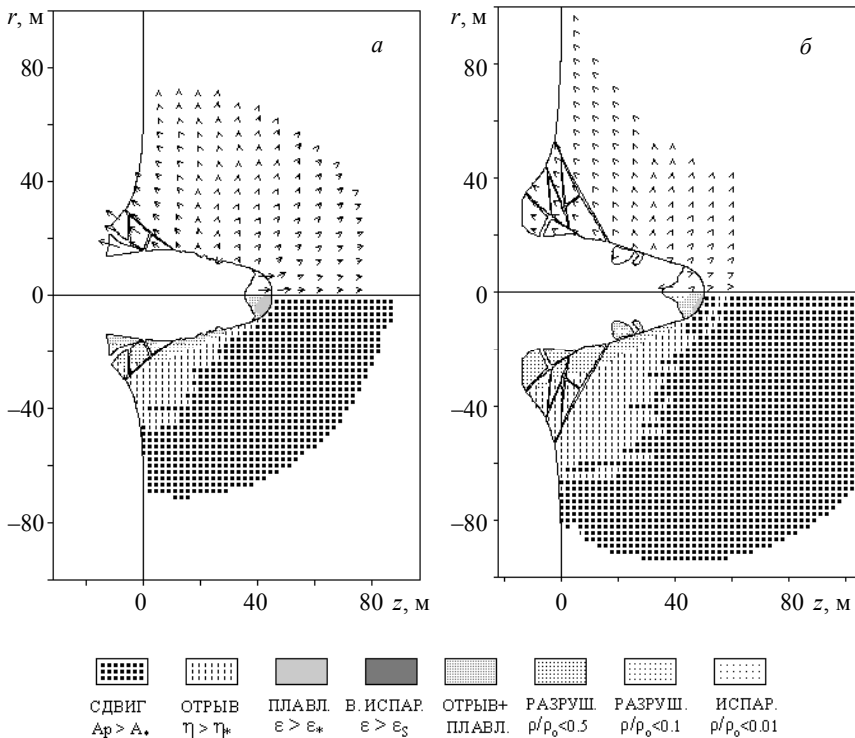 r, м
а
80
40
0
–40
–80
0
40
80 z, м
r, м
б
80
40
0
–40
–80
0
40
80 z, м
СДВИГ
Ap > A*
ОТРЫВ
η > η*
ПЛАВЛ.
ε > ε*
В. ИСПАР.
ε > εS
ОТРЫВ+
ПЛАВЛ.
РАЗРУШ.
ρ/ρo<0.5
РАЗРУШ.
ρ/ρo<0.1
ИСПАР.
ρ/ρo<0.01